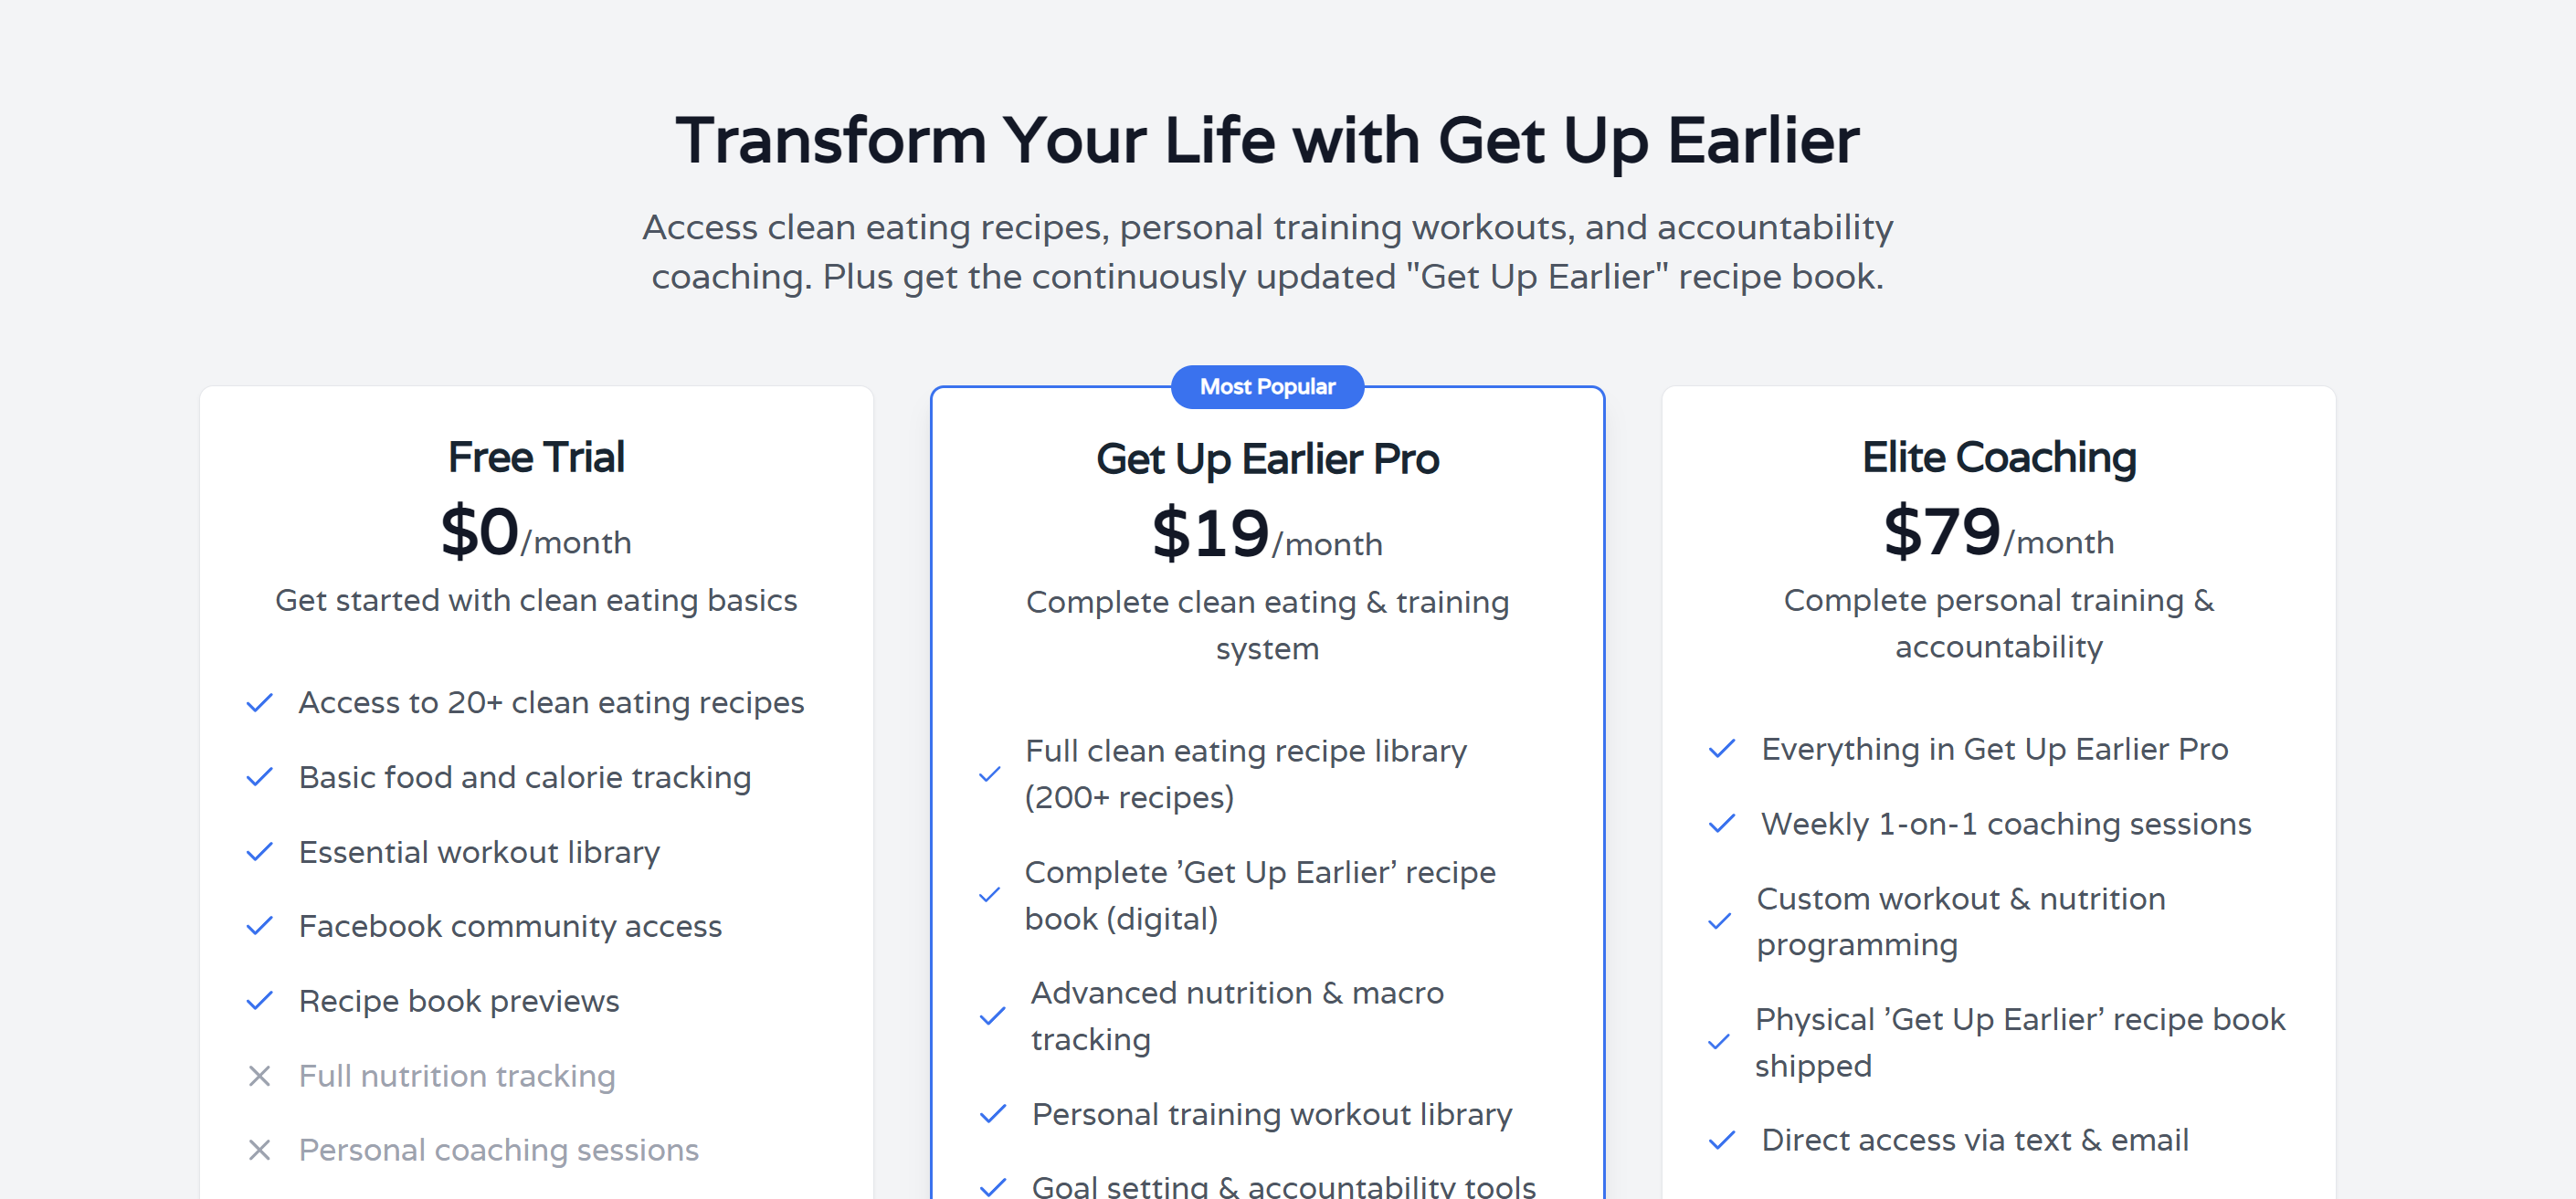 Transform Your Life with Get Up Earlier
Access clean eating recipes, personal training workouts, and accountability
coaching. Plus get the continuously updated "Get Up Earlier" recipe book.
Free Trial
$0/month
Get started with clean eating basics
Access to 20+ clean eating recipes
Basic food and calorie tracking
Essential workout library
Facebook community access
Recipe book previews
Full nutrition tracking
Personal coaching sessions
Most Popular
Get Up Earlier Pro
$19/month
Complete clean eating & training
system
Full clean eating recipe library
(200+ recipes)
Complete 'Get Up Earlier' recipe
book (digital)
Advanced nutrition & macro
tracking
Personal training workout library
Goal setting & accountability tools
Elite Coaching
$79/month
Complete personal training &
accountability
Everything in Get Up Earlier Pro
Weekly 1-on-1 coaching sessions
Custom workout & nutrition
programming
Physical 'Get Up Earlier' recipe book
shipped
Direct access via text & email